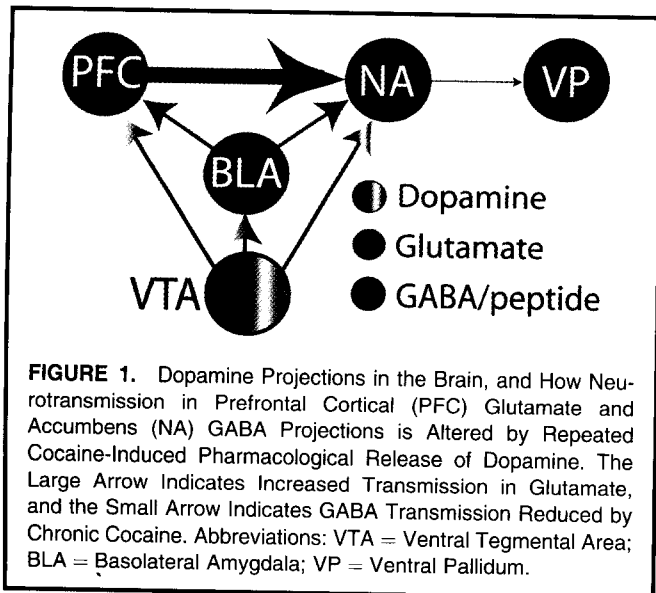 PFC
NA
VP
BLA
VTA
Dopamine
Glutamate
GABA/peptide
FIGURE 1. Dopamine Projections in the Brain, and How Neu-
rotransmission in Prefrontal Cortical (PFC) Glutamate and
Accumbens (NA) GABA Projections is Altered by Repeated
Cocaine-Induced Pharmacological Release of Dopamine. The
Large Arrow Indicates Increased Transmission in Glutamate,
and the Small Arrow Indicates GABA Transmission Reduced by
Chronic Cocaine. Abbreviations: VTA = Ventral Tegmental Area;
BLA = Basolateral Amygdala; VP = Ventral Pallidum.